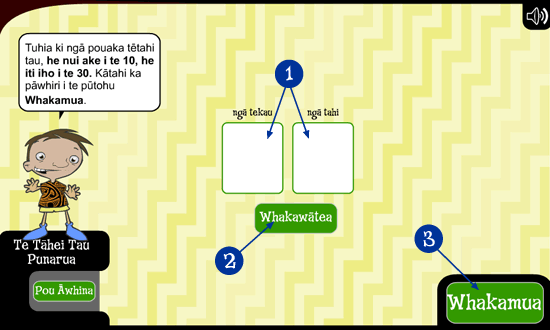 Tuhia ki ngā pouaka tētahi
tau, he nui ake i te 10, he
iti iho i te 30. Kātahi ka
pāwhiri i te pūtohu
Whakamua.
1
ngā tekau
ngā tahi
Whakawātea
2
3
Te Tāhei Tau
Punarua
Pou Āwhina
Whakamua